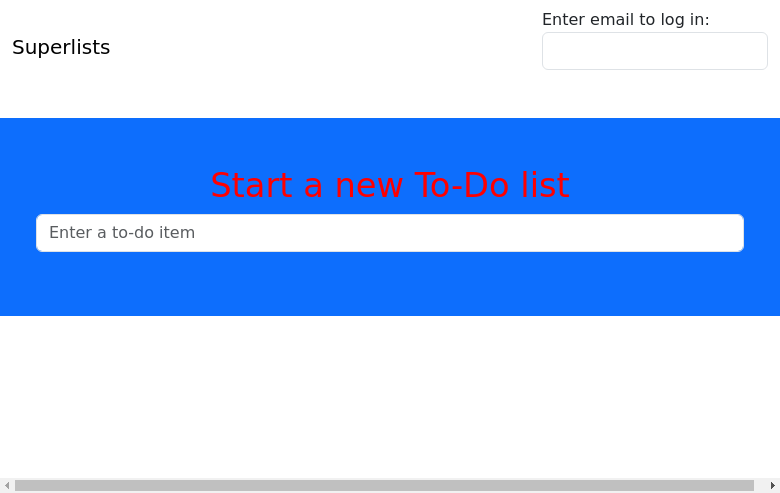 Enter email to log in:
Superlists
Start a new To-Do list
Enter a to-do item